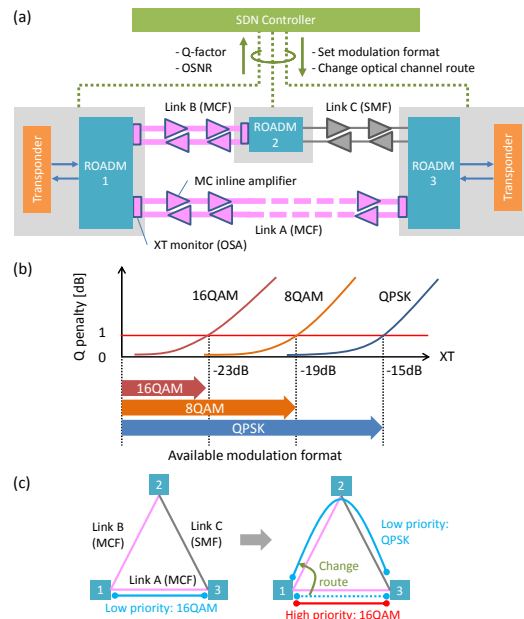 (a)
SDN Controller
- Q-factor
- OSNR
- Set modulation format
- Change optical channel route
Link B (MCF)
Link C (SMF)
Transponder
ROADM
1
ROADM
2
ROADM
3
Transponder
MC inline amplifier
Link A (MCF)
XT monitor (OSA)
(b)
Q penalty [dB]
16QAM
8QAM
QPSK
1
0
XT
-23dB
-19dB
-15dB
16QAM
8QAM
QPSK
Available modulation format
(c)
2
Link B
(MCF)
Link C
(SMF)
Link A (MCF)
1
3
Low priority: 16QAM
2
Low priority:
QPSK
Change
route
1
3
High priority: 16QAM